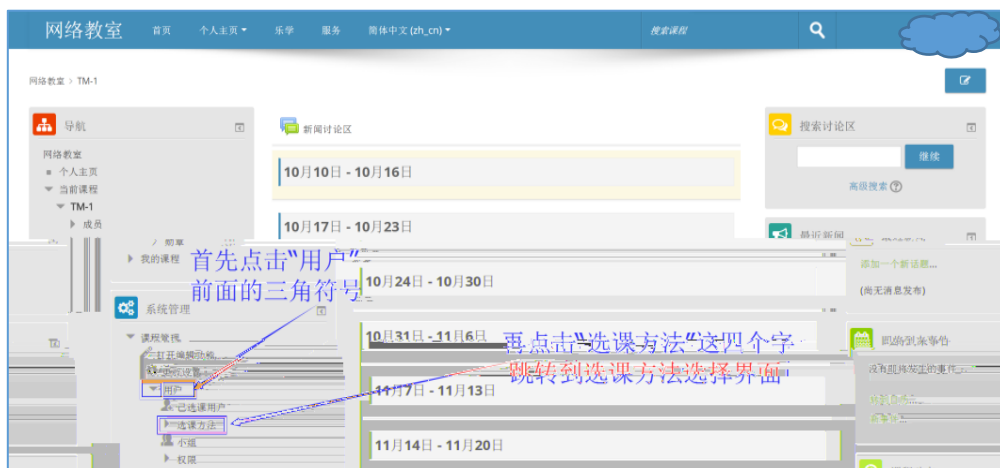 网络教室 首页 个人主页 乐学 服务 简体中文 (zh_cn) 搜索课程
网络教室 > TM-1
导航
网络教室
个人主页
当前课程
TM-1
成员
我的课程
系统管理
课程管理
用户
已选课用户
选课方法
小组
权限
首先点击“用户”
前面的三角符号
再点击“选课方法”这四个字
跳转到选课方法选择界面
新闻讨论区
10月10日 - 10月16日
10月17日 - 10月23日
10月24日 - 10月30日
10月31日 - 11月6日
11月7日 - 11月13日
11月14日 - 11月20日
搜索讨论区
继续
高级搜索
最近新闻
添加一个新话题...
(尚无消息发布)